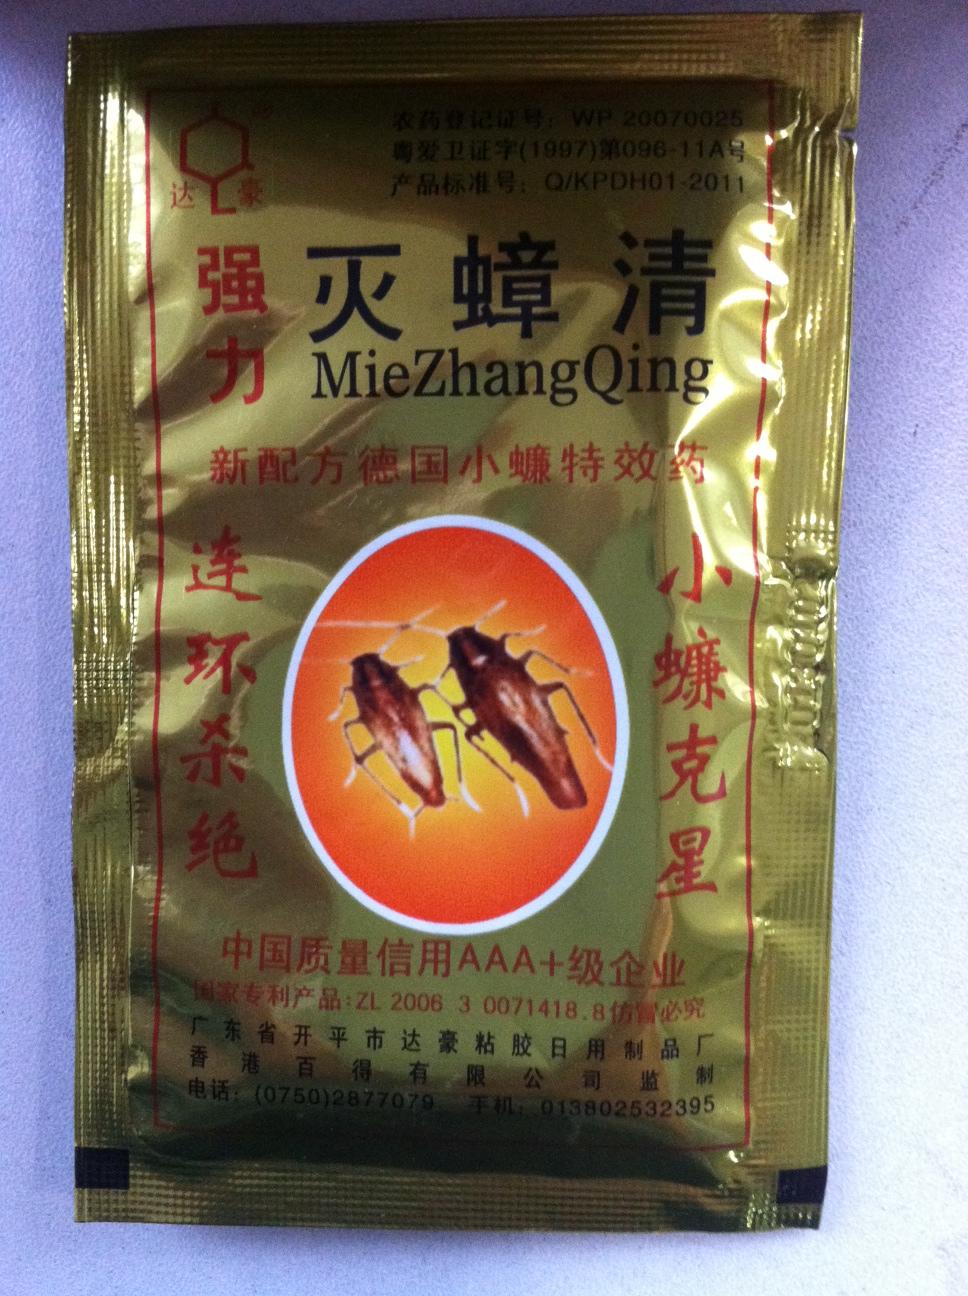 农药登记证号: WP 20070025
粤爱卫证字(1997)第096-11A号
产品标准号: Q/KPDH01-2011
达豪
强力
灭蟑清
MieZhangQing
新配方德国小蠊特效药
连环杀绝
小蠊克星
中国质量信用AAA+级企业
国家专利产品:ZL 2006 3 0071418.8仿冒必究
广东省开平市达豪粘胶日用制品厂
香港百得有限公司监制
电话: (0750)2877079 手机: 013802532395